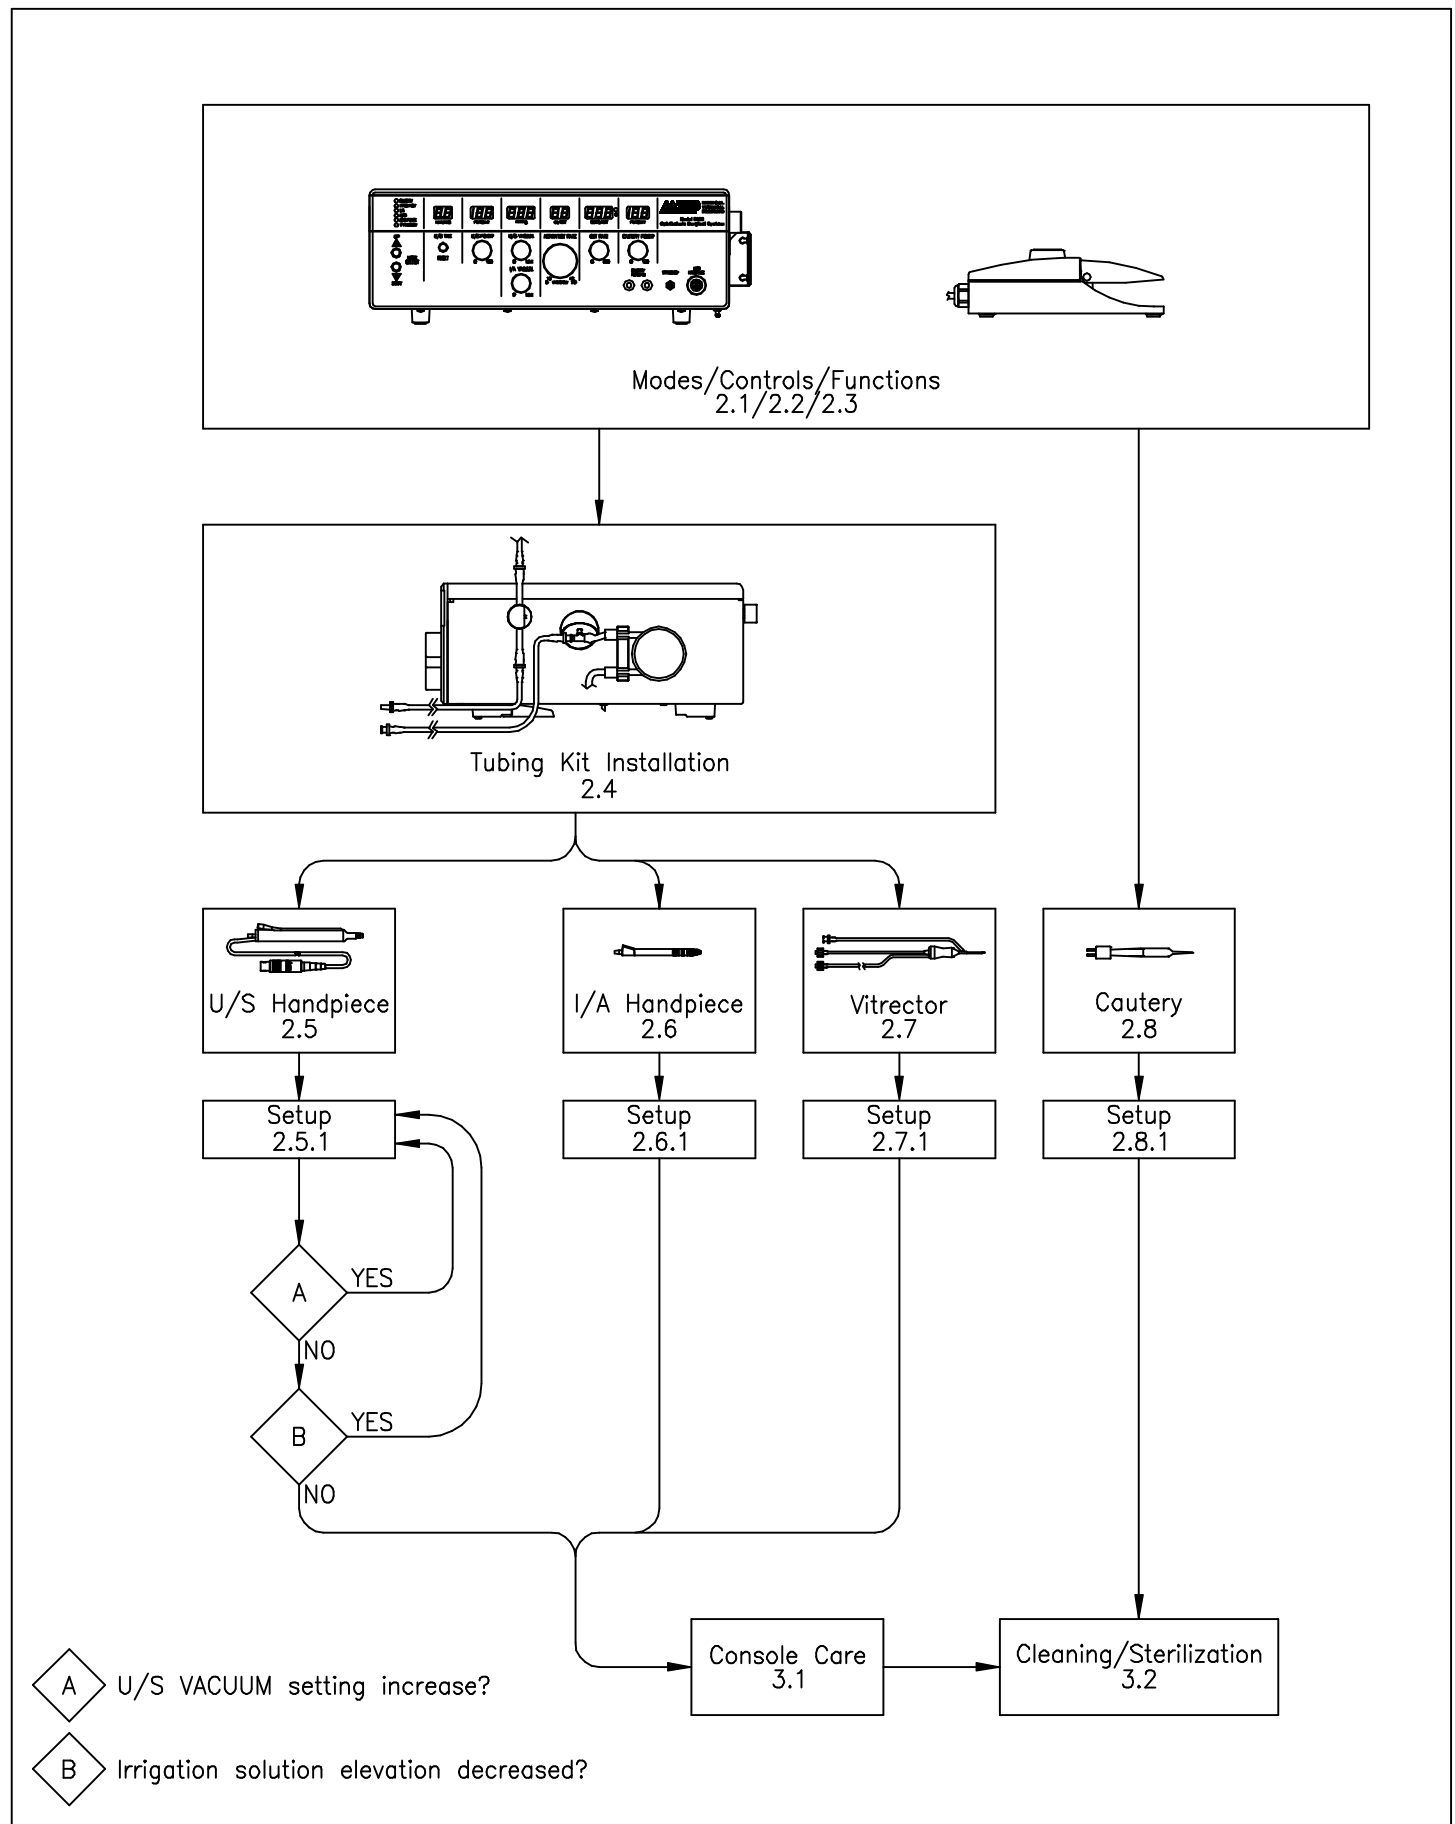 Modes/Controls/Functions
2.1/2.2/2.3
Tubing Kit Installation
2.4
U/S Handpiece
2.5
I/A Handpiece
2.6
Vitrector
2.7
Cautery
2.8
Setup
2.5.1
Setup
2.6.1
Setup
2.7.1
Setup
2.8.1
A
YES
NO
B
YES
NO
Console Care
3.1
Cleaning/Sterilization
3.2
A U/S VACUUM setting increase?
B Irrigation solution elevation decreased?